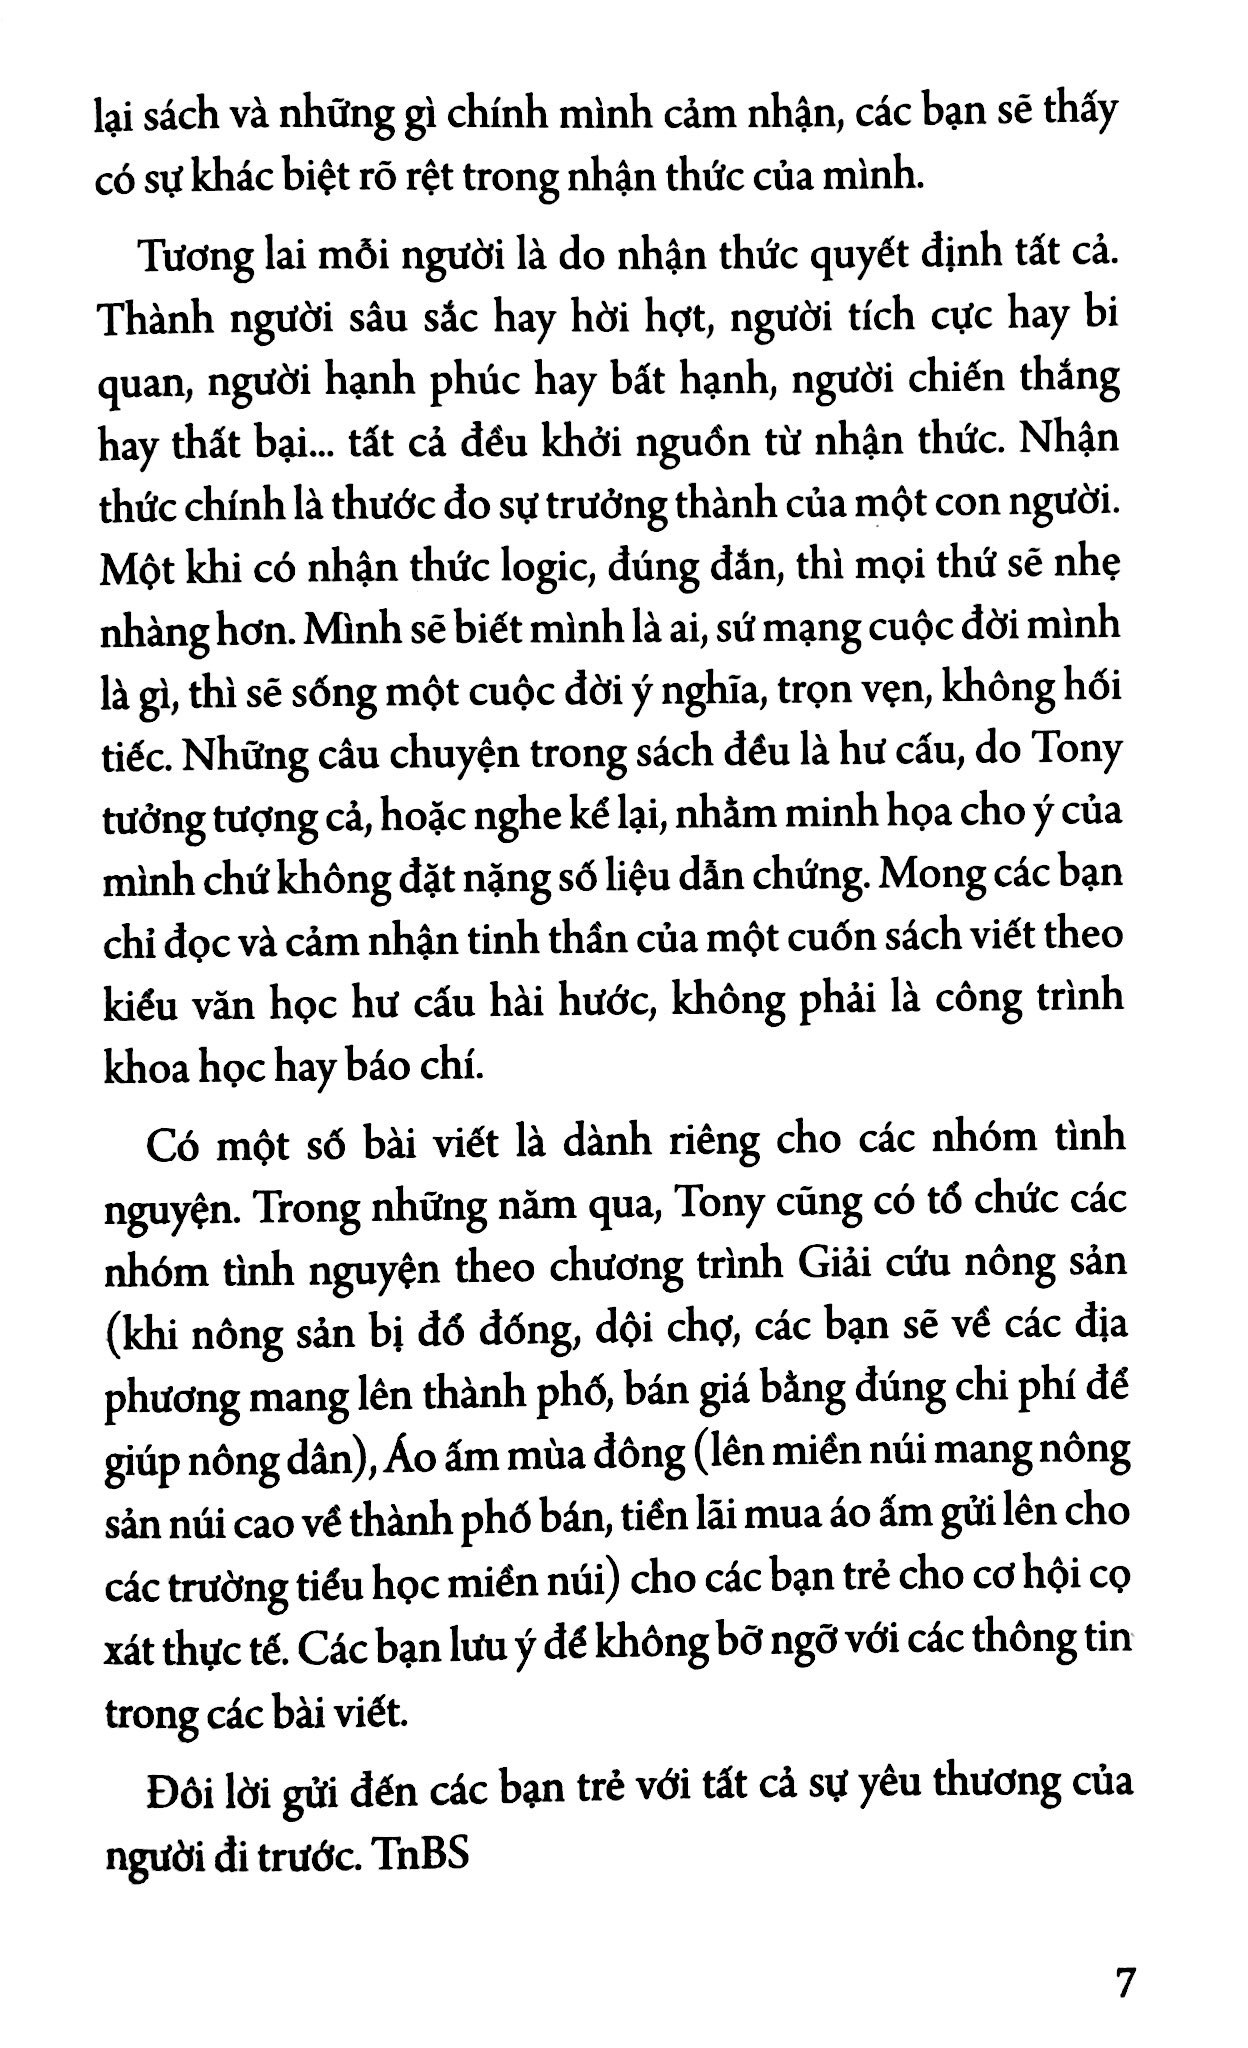 lại sách và những gì chính mình cảm nhận, các bạn sẽ thấy
có sự khác biệt rõ rệt trong nhận thức của mình.
Tương lai mỗi người là do nhận thức quyết định tất cả.
Thành người sâu sắc hay hời hợt, người tích cực hay bi
quan, người hạnh phúc hay bất hạnh, người chiến thắng
hay thất bại... tất cả đều khởi nguồn từ nhận thức. Nhận
thức chính là thước đo sự trưởng thành của một con người.
Một khi có nhận thức logic, đúng đắn, thì mọi thứ sẽ nhẹ
nhàng hơn. Mình sẽ biết mình là ai, sứ mạng cuộc đời mình
là gì, thì sẽ sống một cuộc đời ý nghĩa, trọn vẹn, không hối
tiếc. Những câu chuyện trong sách đều là hư cấu, do Tony
tưởng tượng cả, hoặc nghe kể lại, nhằm minh họa cho ý của
mình chứ không đặt nặng số liệu dẫn chứng. Mong các bạn
chỉ đọc và cảm nhận tinh thần của một cuốn sách viết theo
kiểu văn học hư cấu hài hước, không phải là công trình
khoa học hay báo chí.
Có một số bài viết là dành riêng cho các nhóm tình
nguyện. Trong những năm qua, Tony cũng có tổ chức các
nhóm tình nguyện theo chương trình Giải cứu nông sản
(khi nông sản bị đổ đống, dội chợ, các bạn sẽ về các địa
phương mang lên thành phố, bán giá bằng đúng chi phí để
giúp nông dân), Áo ấm mùa đông (lên miền núi mang nông
sản núi cao về thành phố bán, tiền lãi mua áo ấm gửi lên cho
các trường tiểu học miền núi) cho các bạn trẻ cho cơ hội cọ
xát thực tế. Các bạn lưu ý để không bỡ ngỡ với các thông tin
trong các bài viết.
Đôi lời gửi đến các bạn trẻ với tất cả sự yêu thương của
người đi trước. TnBS
7